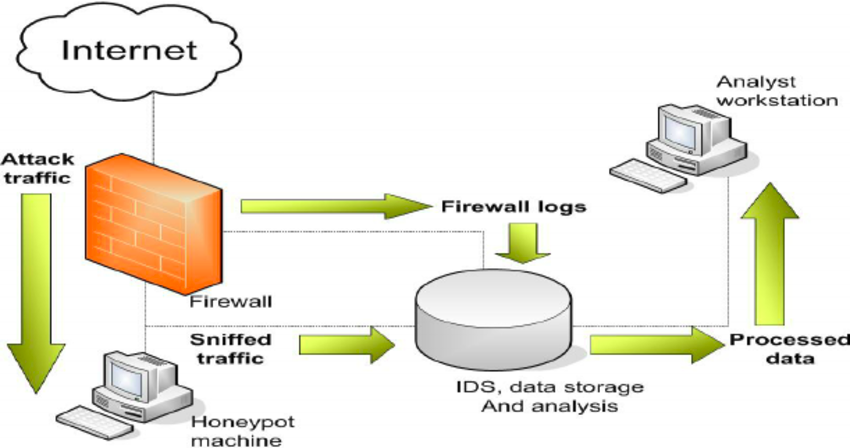 Internet
Analyst
workstation
Attack
traffic
Firewall logs
Firewall
Sniffed
traffic
Processed
data
IDS, data storage
And analysis
Honeypot
machine